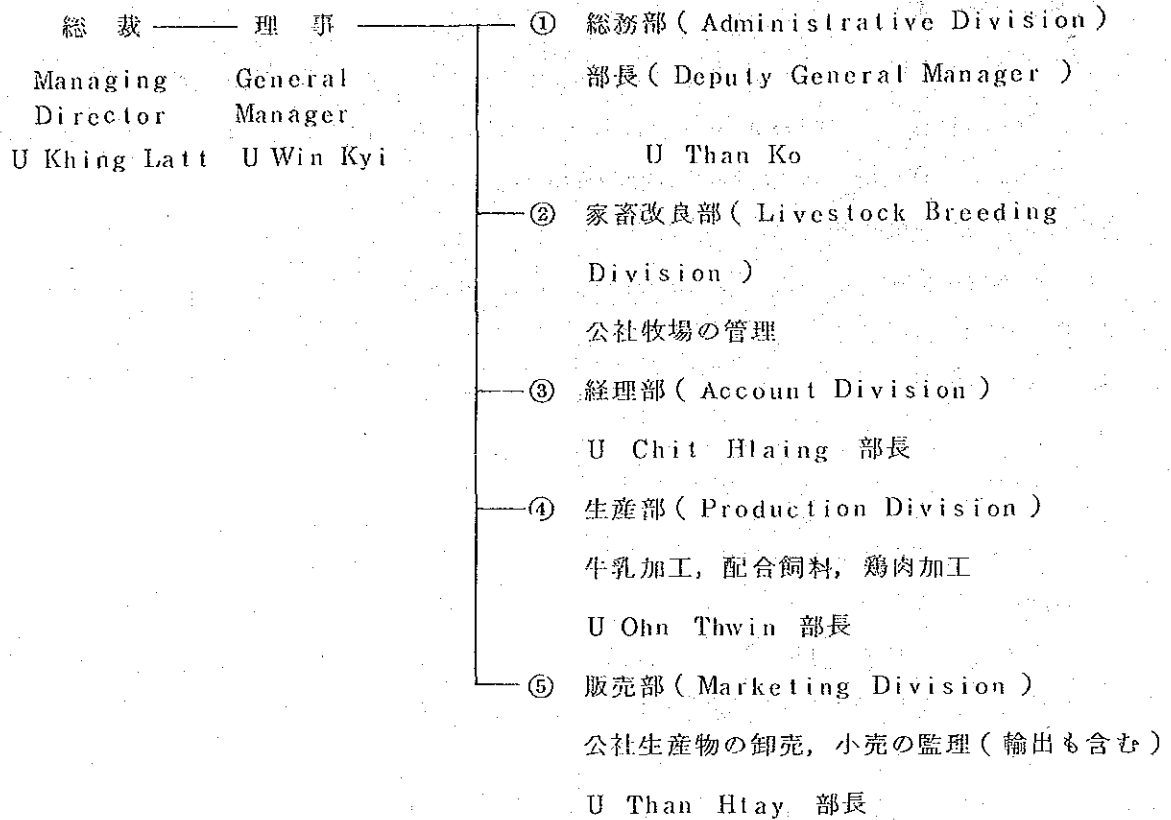 総裁 理事 ① 総務部 ( Administrative Division )
Managing General 部長 ( Deputy General Manager )
Director Manager
U Khing Latt U Win Kyi U Than Ko
② 家畜改良部 ( Livestock Breeding
Division )
公社牧場の管理
③ 経理部 ( Account Division )
U Chit Hlaing 部長
④ 生産部 ( Production Division )
牛乳加工, 配合飼料, 鶏肉加工
U Ohn Thwin 部長
⑤ 販売部 ( Marketing Division )
公社生産物の卸売, 小売の監理 ( 輸出も含む )
U Than Htay 部長